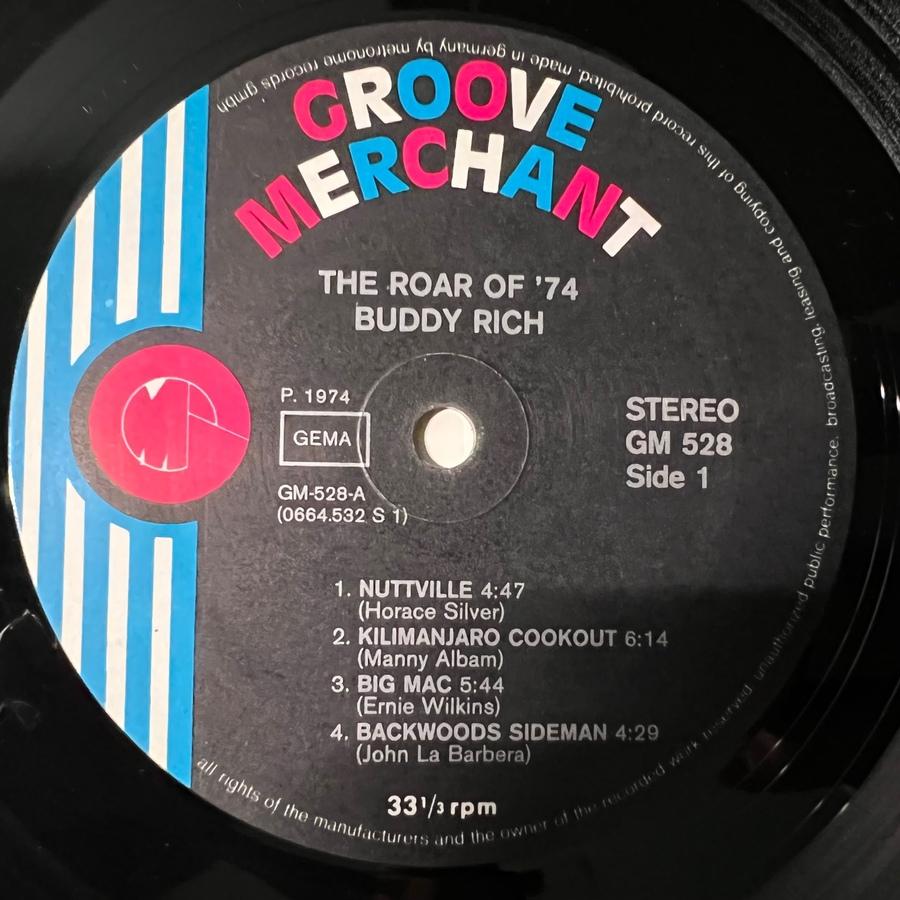 GROOVE
MERCHANT
THE ROAR OF '74
BUDDY RICH
P. 1974
GEMA
GM-528-A
(0664.532 S 1)
STEREO
GM 528
Side 1
1. NUTTVILLE 4:47
(Horace Silver)
2. KILIMANJARO COOKOUT 6:14
(Manny Albam)
3. BIG MAC 5:44
(Ernie Wilkins)
4. BACKWOODS SIDEMAN 4:29
(John La Barbera)
33 1/3 rpm
all rights of the manufacturers and the owner of the recorded work reserved. unauthorized public performance, broadcasting, leasing and copying of this record prohibited. made in germany by metronome records gmbh